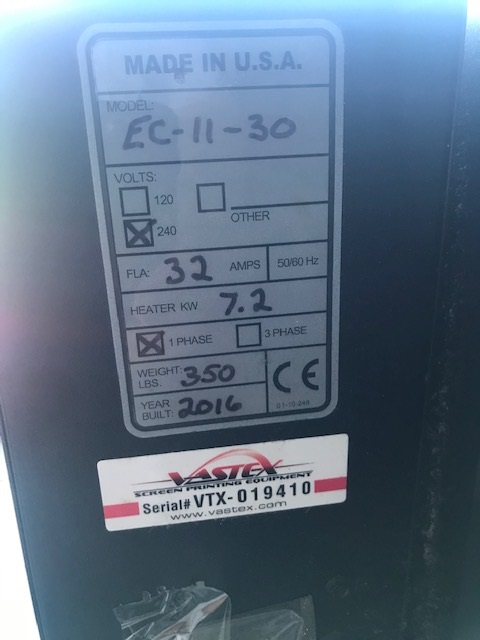 MADE IN U.S.A.
MODEL:
EC-11-30
VOLTS:
120
OTHER
240
FLA: 32 AMPS 50/60 Hz
HEATER KW 7.2
1 PHASE 3 PHASE
WEIGHT: LBS. 350
CE
YEAR BUILT: 2016
VASTEX
SCREEN PRINTING EQUIPMENT
Serial# VTX-019410
www.vastex.com